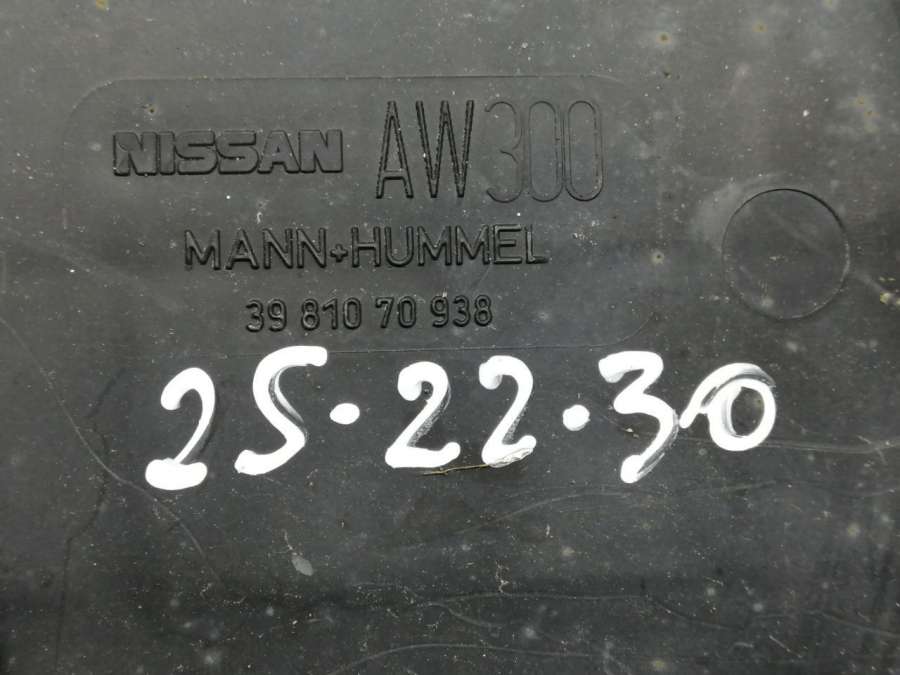 NISSAN AW300
MANN+HUMMEL
39 810 70 938
25.22.30